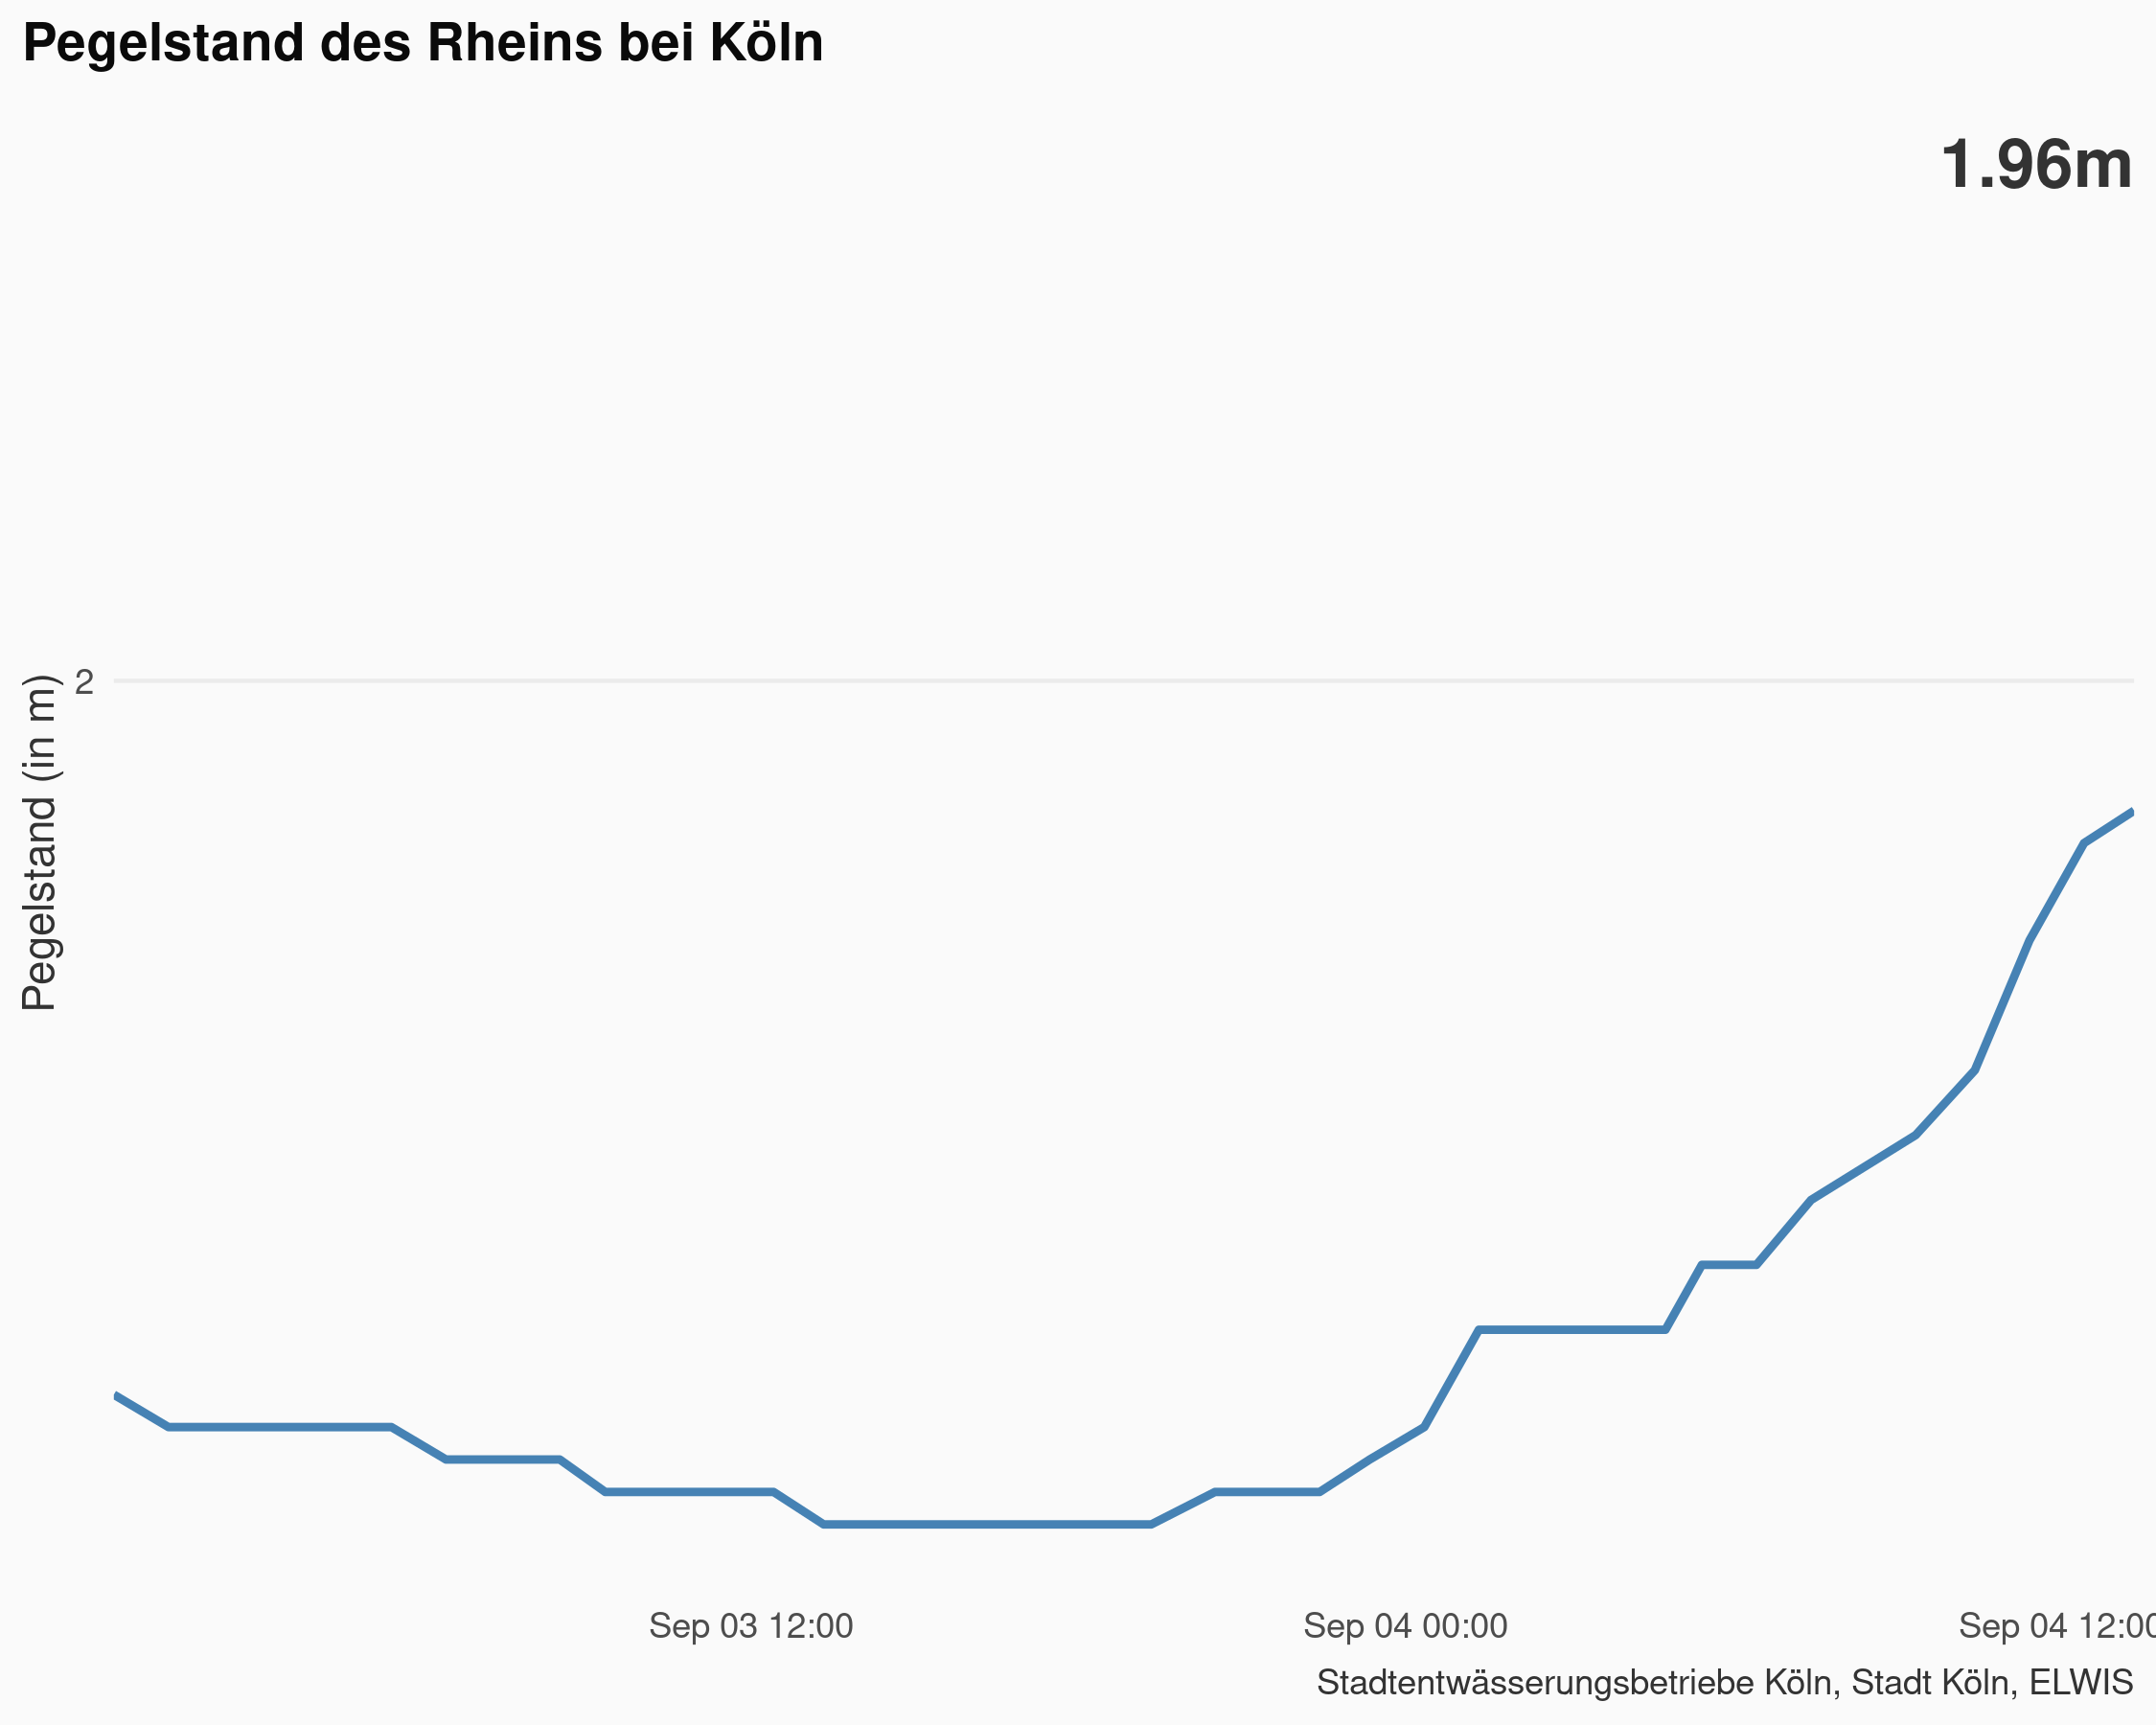 Pegelstand des Rheins bei Köln
1.96m
Pegelstand (in m)
2
Sep 03 12:00
Sep 04 00:00
Sep 04 12:00
Stadtentwässerungsbetriebe Köln, Stadt Köln, ELWIS